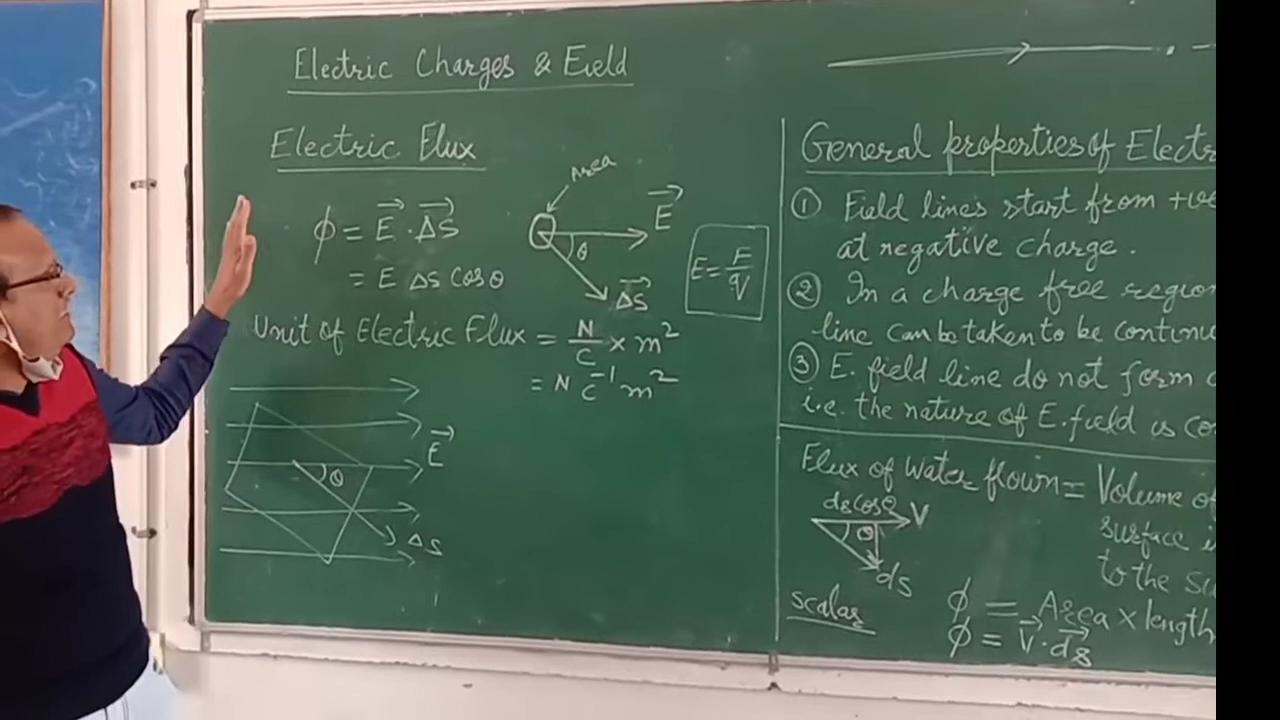 Electric Charges & Field
Electric Flux
ϕ = E⃗ . Δs⃗
= E Δs cosθ
Area
E⃗
θ
Δs⃗
E = F/q
Unit of Electric Flux = N/C × m²
= N C⁻¹ m²
E⃗
θ
Δs
General properties of Electr
① Field lines start from +ve
at negative charge.
② In a charge free region
line can be taken to be continu
③ E. field line do not form c
i.e. the nature of E. field is co
Flux of Water flown = Volume of
surface i
to the su
ds cosθ
V
θ
ds
scalar
ϕ = Area × length
ϕ = V⃗ . ds⃗